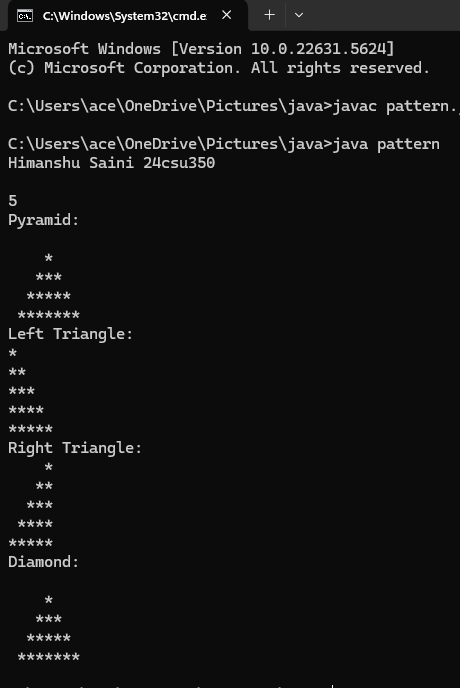 C:\Windows\System32\cmd.e
Microsoft Windows [Version 10.0.22631.5624]
(c) Microsoft Corporation. All rights reserved.
C:\Users\ace\OneDrive\Pictures\java>javac pattern.
C:\Users\ace\OneDrive\Pictures\java>java pattern
Himanshu Saini 24csu350
5
Pyramid:
    *
   ***
  *****
 *******
Left Triangle:
*
**
***
****
*****
Right Triangle:
    *
   **
  ***
 ****
*****
Diamond:
    *
   ***
  *****
 *******